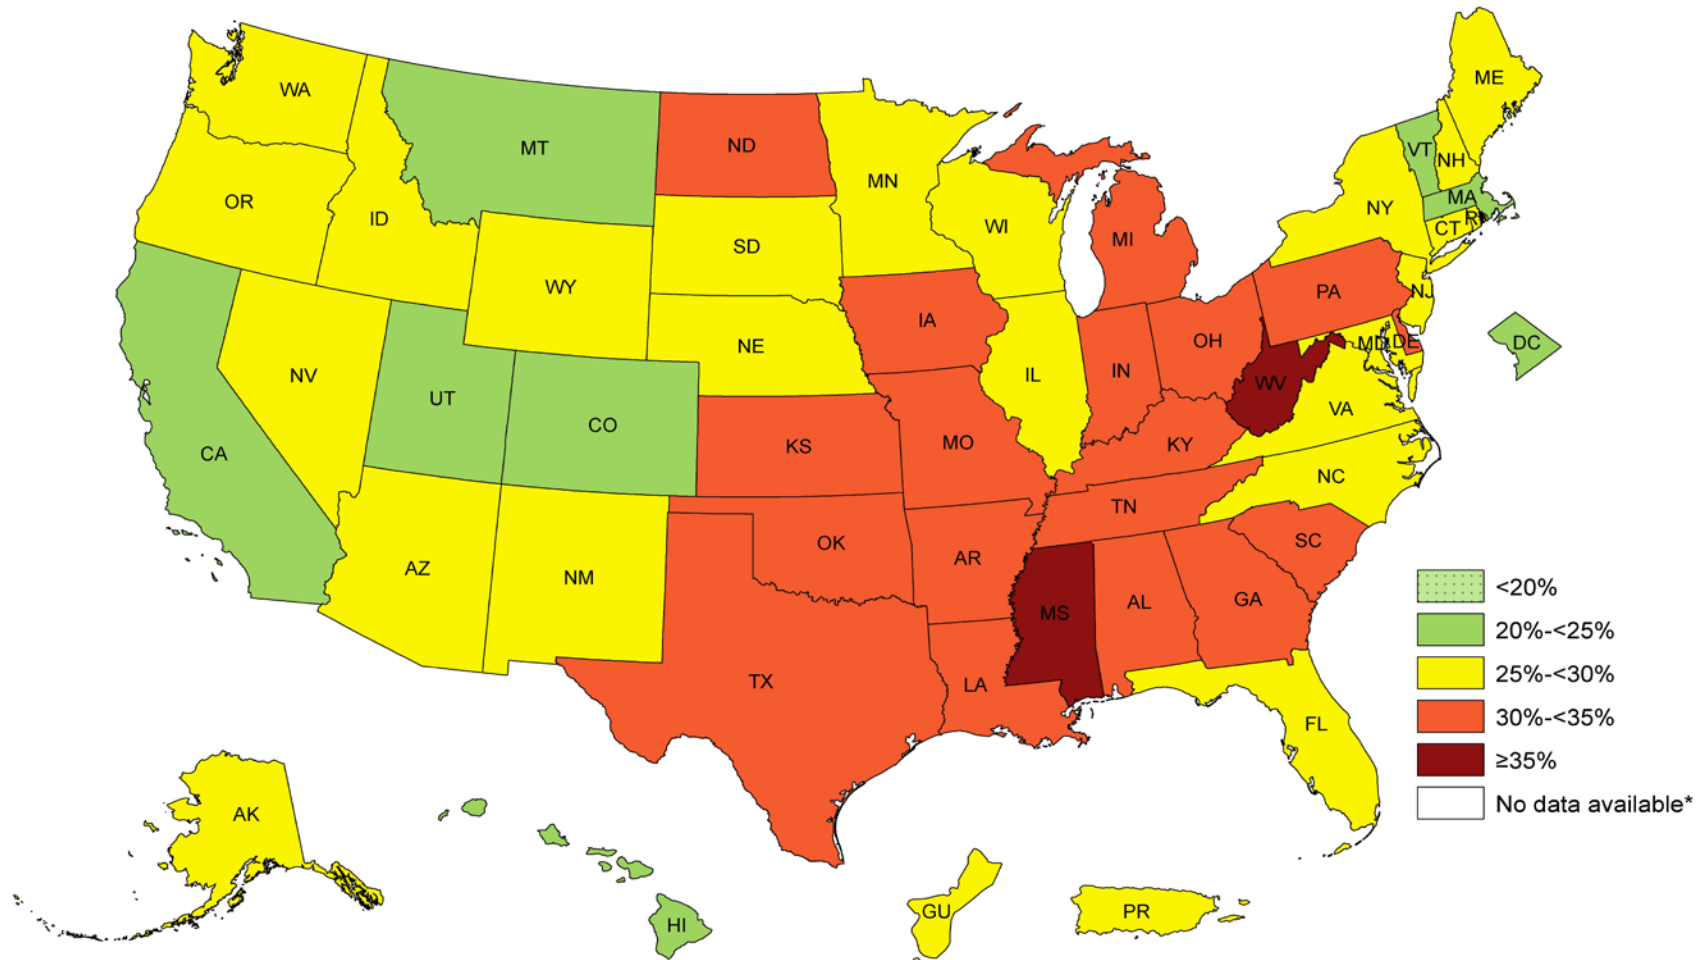 WA
MT
ND
MN
ME
VT
NH
OR
ID
SD
WI
MI
NY
MA
CT
WY
IA
PA
NJ
NE
IL
IN
OH
MD
DE
DC
NV
UT
CO
WV
VA
CA
KS
MO
KY
NC
TN
AZ
NM
OK
AR
SC
MS
AL
GA
TX
LA
FL
<20%
20%-<25%
25%-<30%
30%-<35%
≥35%
No data available*
AK
HI
GU
PR